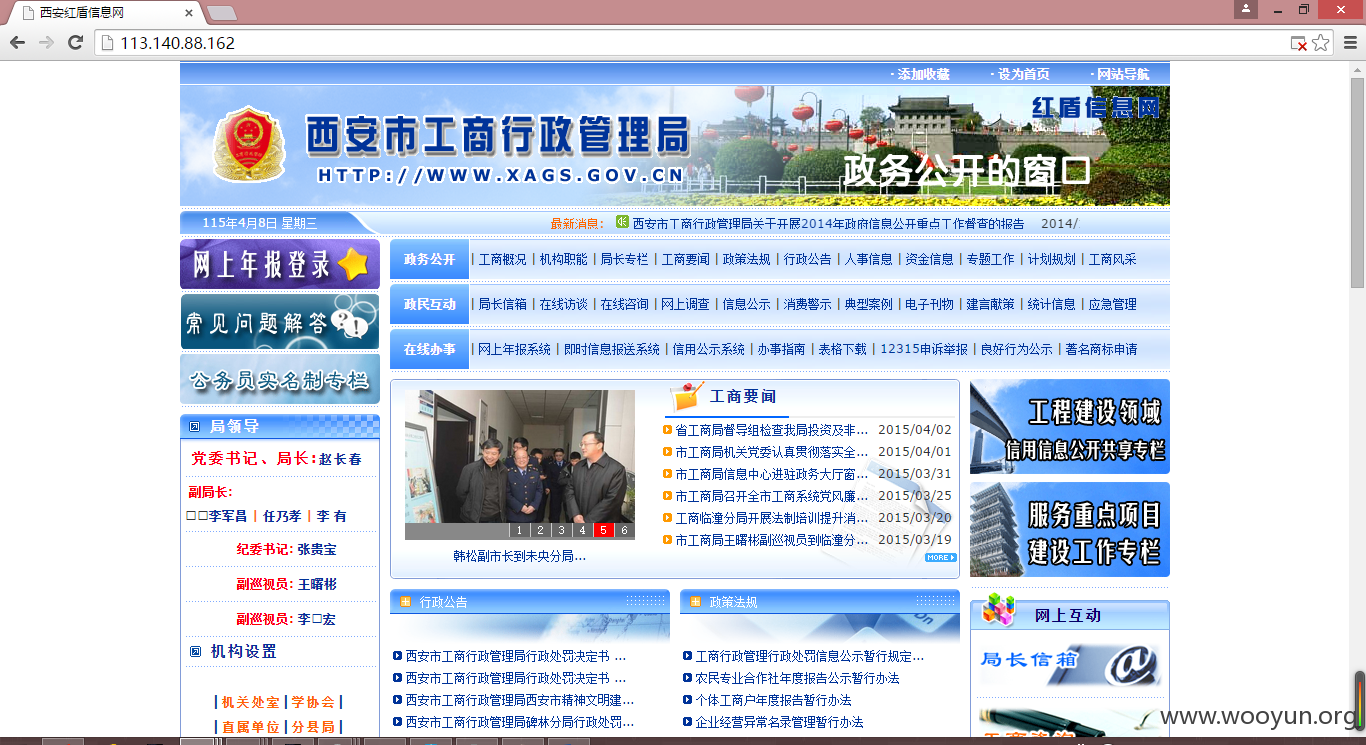 西安红盾信息网
113.140.88.162
· 添加收藏 · 设为首页 · 网站导航
红盾信息网
西安市工商行政管理局
HTTP://WWW.XAGS.GOV.CN
政务公开的窗口
115年4月8日 星期三
最新消息： 西安市工商行政管理局关于开展2014年政府信息公开重点工作督查的报告 2014/
网上年报登录
常见问题解答
公务员实名制专栏
政务公开 | 工商概况 | 机构职能 | 局长专栏 | 工商要闻 | 政策法规 | 行政公告 | 人事信息 | 资金信息 | 专题工作 | 计划规划 | 工商风采
政民互动 | 局长信箱 | 在线访谈 | 在线咨询 | 网上调查 | 信息公示 | 消费警示 | 典型案例 | 电子刊物 | 建言献策 | 统计信息 | 应急管理
在线办事 | 网上年报系统 | 即时信息报送系统 | 信用公示系统 | 办事指南 | 表格下载 | 12315申诉举报 | 良好行为公示 | 著名商标申请
局领导
党委书记、局长:赵长春
副局长:
□□李军昌 | 任乃孝 | 李 有
纪委书记: 张贵宝
副巡视员: 王曙彬
副巡视员: 李□宏
机构设置
| 机关处室 | 学协会 |
| 直属单位 | 分县局 |
1 2 3 4 5 6
韩松副市长到未央分局...
工商要闻
省工商局督导组检查我局投资及非... 2015/04/02
市工商局机关党委认真贯彻落实全... 2015/04/01
市工商局信息中心进驻政务大厅窗... 2015/03/31
市工商局召开全市工商系统党风廉... 2015/03/25
工商临潼分局开展法制培训提升消... 2015/03/20
市工商局王曙彬副巡视员到临潼分... 2015/03/19
MORE
工程建设领域
信用信息公开共享专栏
服务重点项目
建设工作专栏
行政公告
西安市工商行政管理局行政处罚决定书 ...
西安市工商行政管理局行政处罚决定书 ...
西安市工商行政管理局西安市精神文明建...
西安市工商行政管理局碑林分局行政处罚...
政策法规
工商行政管理行政处罚信息公示暂行规定...
农民专业合作社年度报告公示暂行办法
个体工商户年度报告暂行办法
企业经营异常名录管理暂行办法
网上互动
局长信箱
www.wooyun.org